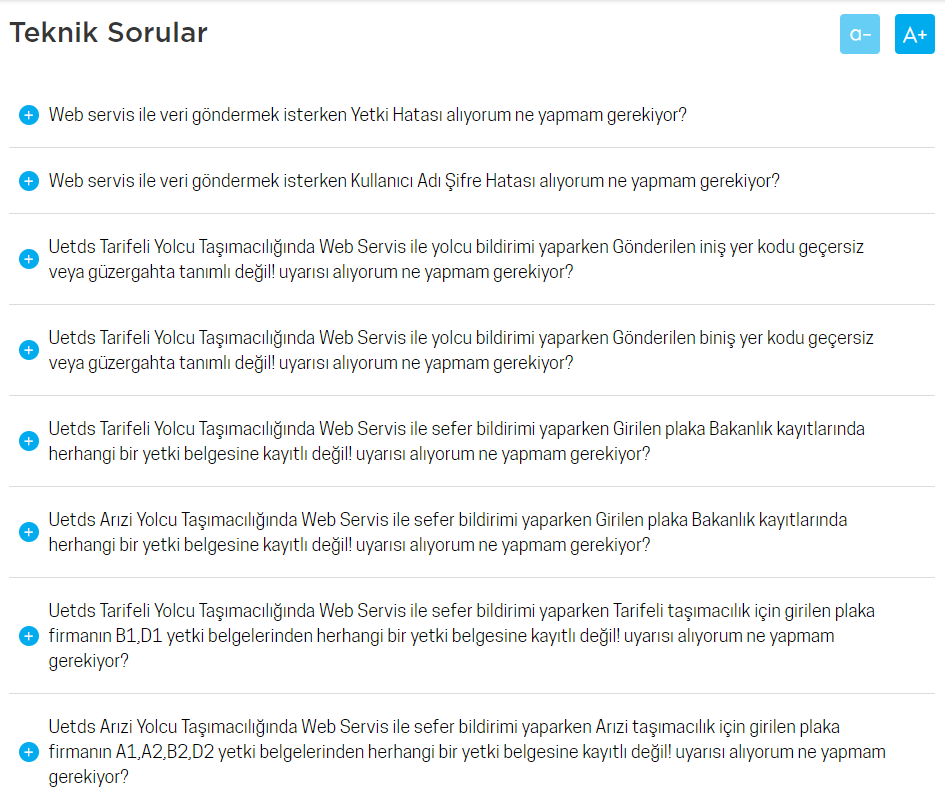 Teknik Sorular
a-
A+
Web servis ile veri göndermek isterken Yetki Hatası alıyorum ne yapmam gerekiyor?
Web servis ile veri göndermek isterken Kullanıcı Adı Şifre Hatası alıyorum ne yapmam gerekiyor?
Uetds Tarifeli Yolcu Taşımacılığında Web Servis ile yolcu bildirimi yaparken Gönderilen iniş yer kodu geçersiz
veya güzergahta tanımlı değil! uyarısı alıyorum ne yapmam gerekiyor?
Uetds Tarifeli Yolcu Taşımacılığında Web Servis ile yolcu bildirimi yaparken Gönderilen biniş yer kodu geçersiz
veya güzergahta tanımlı değil! uyarısı alıyorum ne yapmam gerekiyor?
Uetds Tarifeli Yolcu Taşımacılığında Web Servis ile sefer bildirimi yaparken Girilen plaka Bakanlık kayıtlarında
herhangi bir yetki belgesine kayıtlı değil! uyarısı alıyorum ne yapmam gerekiyor?
Uetds Arızi Yolcu Taşımacılığında Web Servis ile sefer bildirimi yaparken Girilen plaka Bakanlık kayıtlarında
herhangi bir yetki belgesine kayıtlı değil! uyarısı alıyorum ne yapmam gerekiyor?
Uetds Tarifeli Yolcu Taşımacılığında Web Servis ile sefer bildirimi yaparken Tarifeli taşımacılık için girilen plaka
firmanın B1,D1 yetki belgelerinden herhangi bir yetki belgesine kayıtlı değil! uyarısı alıyorum ne yapmam
gerekiyor?
Uetds Arızi Yolcu Taşımacılığında Web Servis ile sefer bildirimi yaparken Arızi taşımacılık için girilen plaka
firmanın A1,A2,B2,D2 yetki belgelerinden herhangi bir yetki belgesine kayıtlı değil! uyarısı alıyorum ne yapmam
gerekiyor?